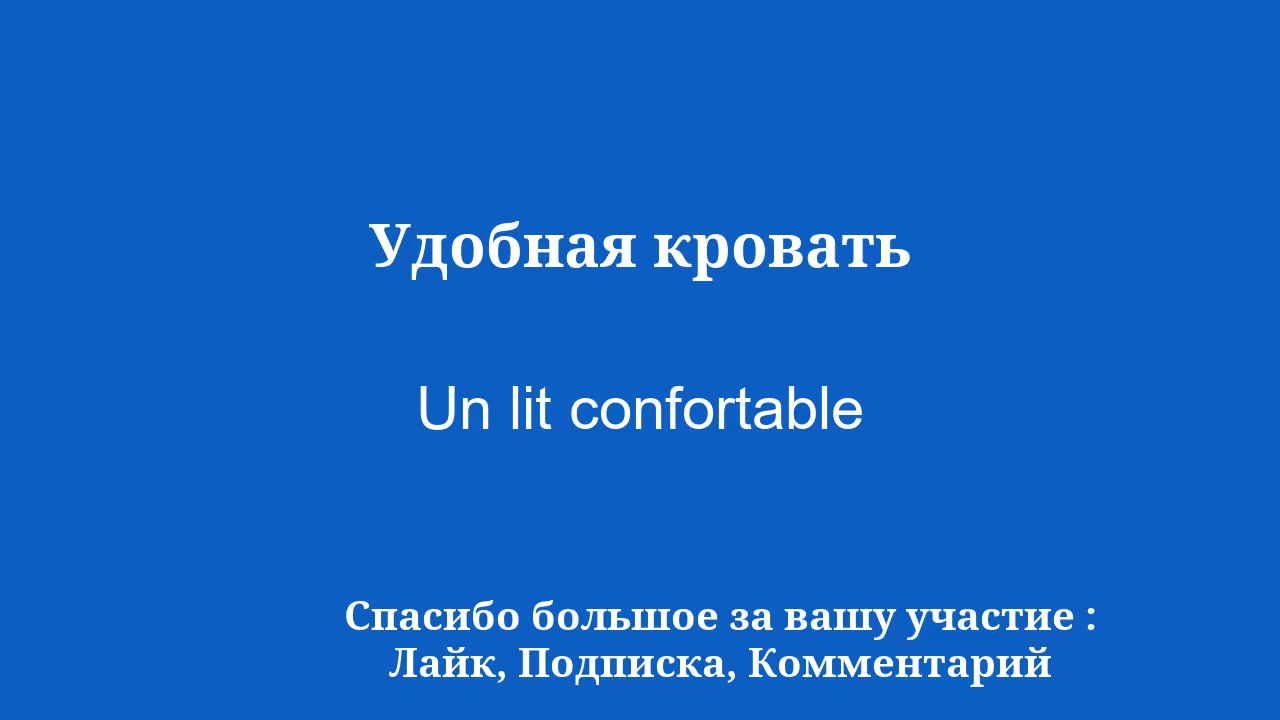 Удобная кровать
Un lit confortable
Спасибо большое за вашу участие :
Лайк, Подписка, Комментарий